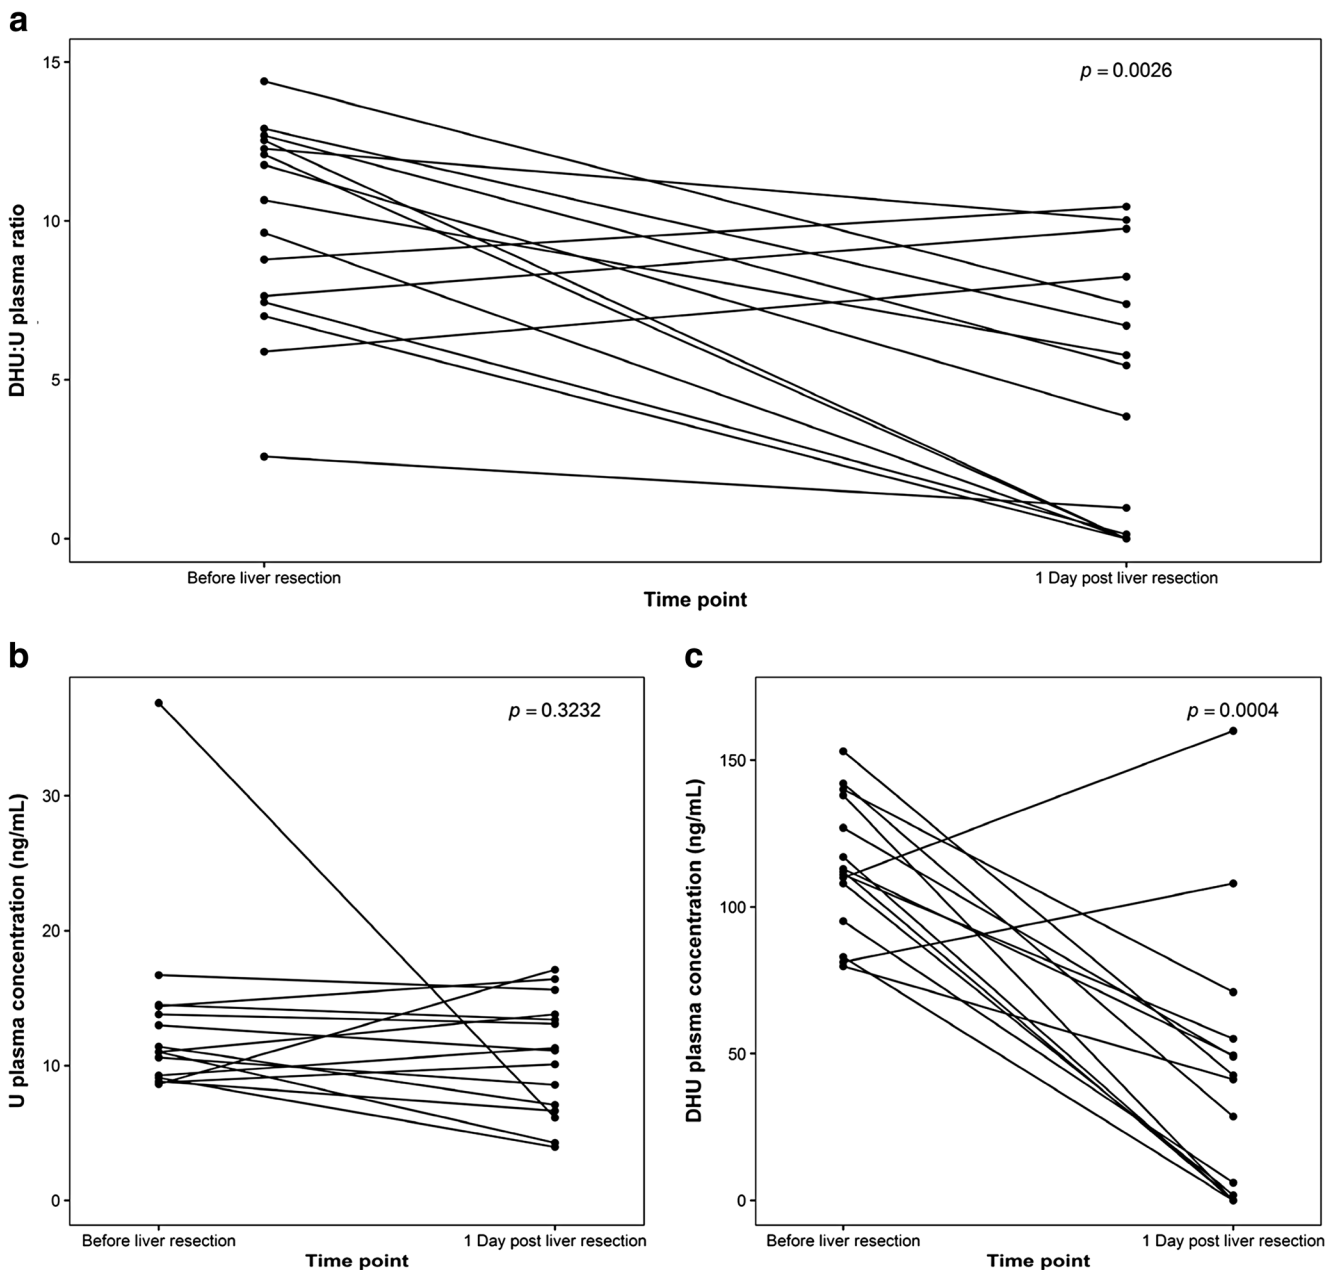 a
p = 0.0026
DHU:U plasma ratio
15
10
5
0
Before liver resection
1 Day post liver resection
Time point
b
p = 0.3232
U plasma concentration (ng/mL)
30
20
10
0
Before liver resection
1 Day post liver resection
Time point
c
p = 0.0004
DHU plasma concentration (ng/mL)
150
100
50
0
Before liver resection
1 Day post liver resection
Time point